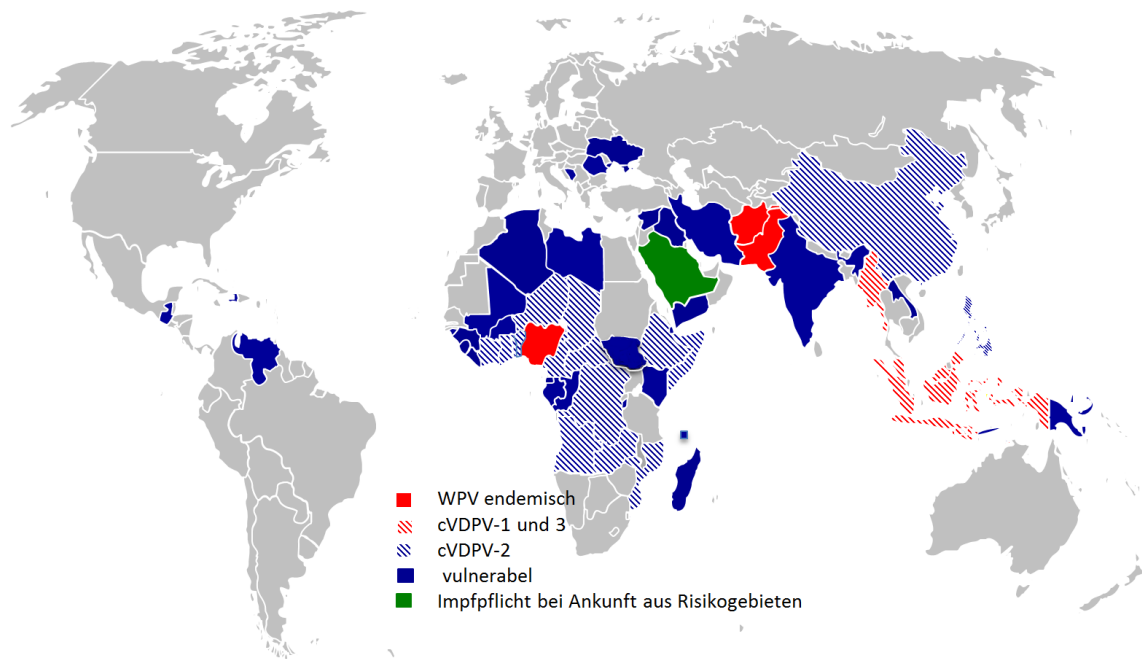 WPV endemisch
cVDPV-1 und 3
cVDPV-2
vulnerabel
Impfpflicht bei Ankunft aus Risikogebieten